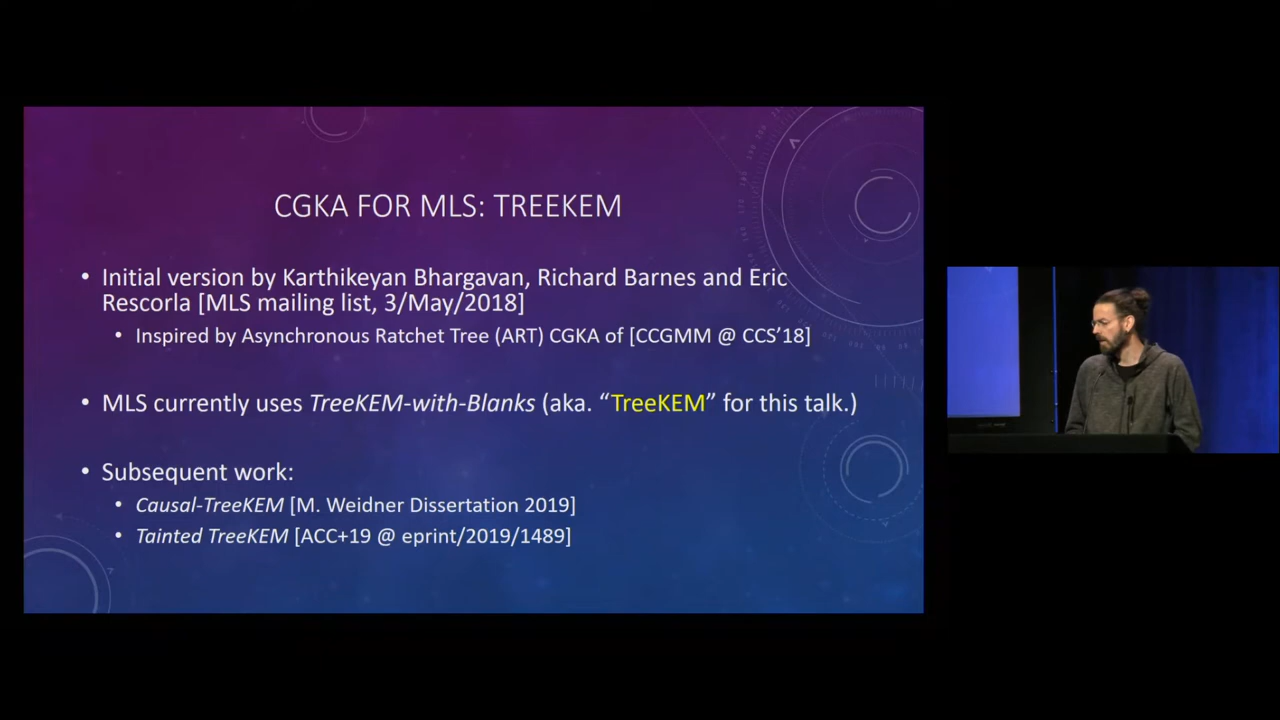 CGKA FOR MLS: TREEKEM
• Initial version by Karthikeyan Bhargavan, Richard Barnes and Eric
Rescorla [MLS mailing list, 3/May/2018]
• Inspired by Asynchronous Ratchet Tree (ART) CGKA of [CCGMM @ CCS’18]
• MLS currently uses TreeKEM-with-Blanks (aka. “TreeKEM” for this talk.)
• Subsequent work:
• Causal-TreeKEM [M. Weidner Dissertation 2019]
• Tainted TreeKEM [ACC+19 @ eprint/2019/1489]